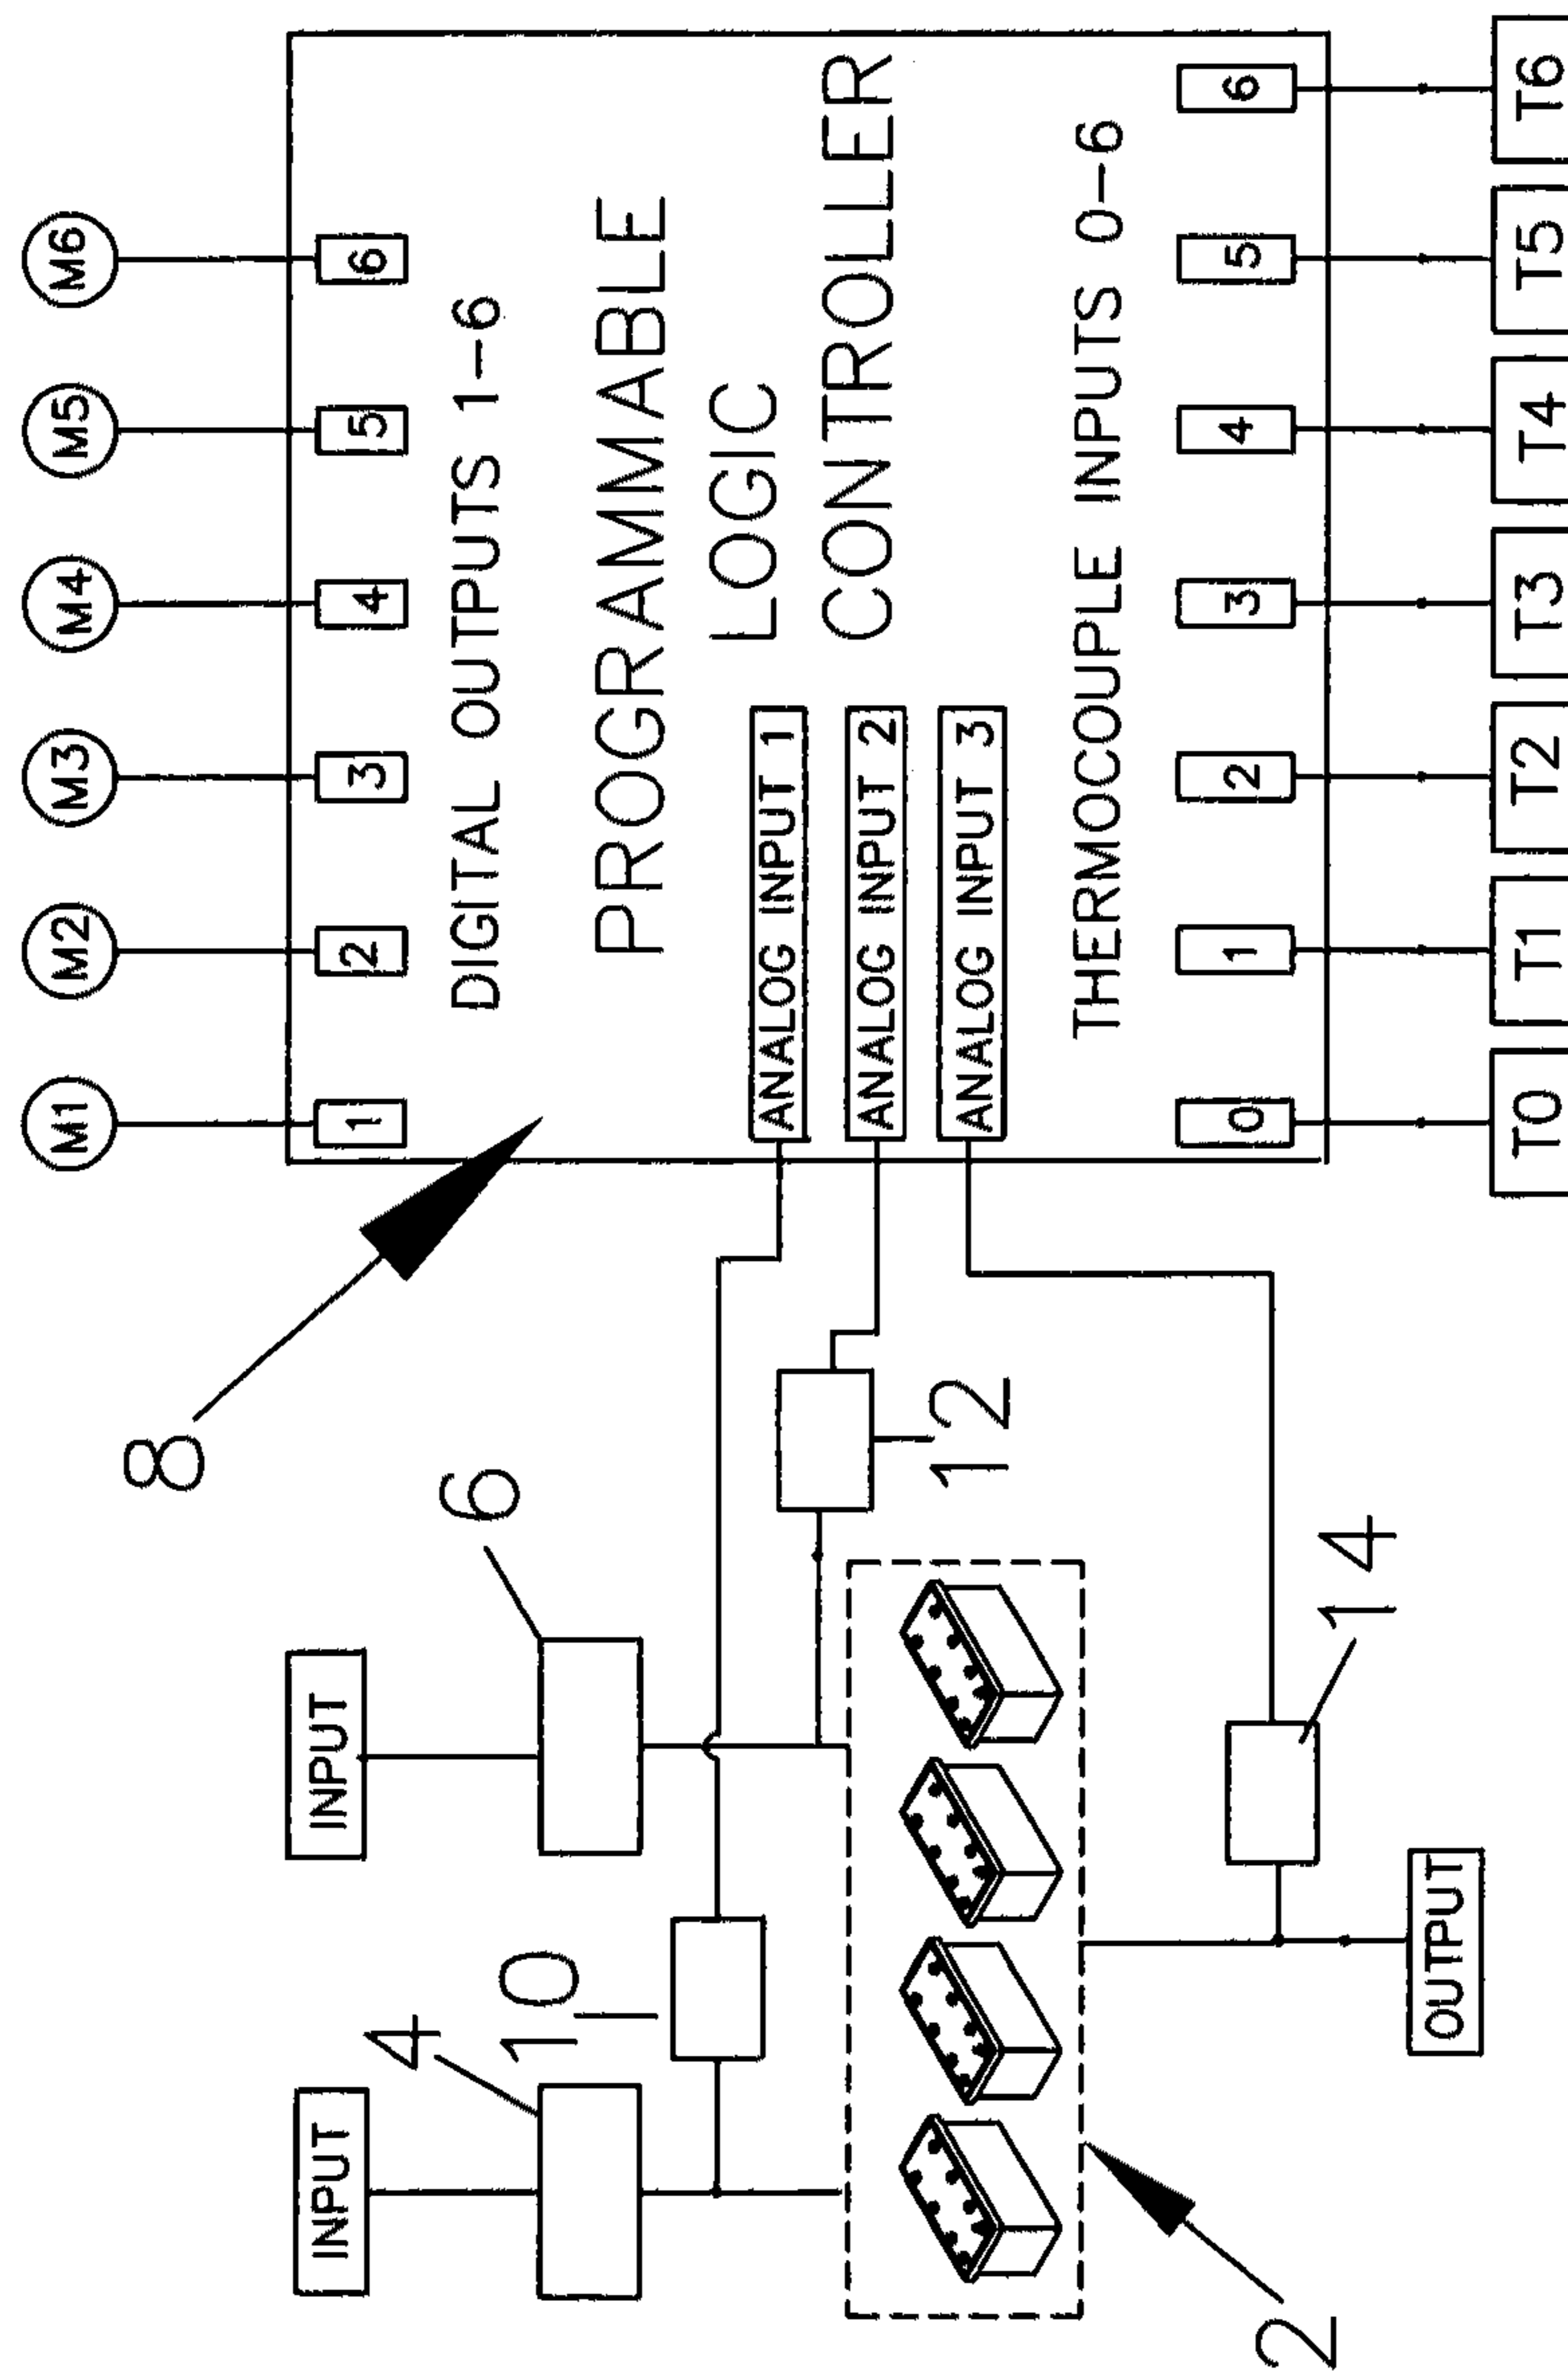 M1 M2 M3 M4 M5 M6
1 2 3 4 5 6
DIGITAL OUTPUTS 1-6
PROGRAMMABLE
LOGIC
CONTROLLER
ANALOG INPUT 1
ANALOG INPUT 2
ANALOG INPUT 3
THERMOCOUPLE INPUTS 0-6
0 1 2 3 4 5 6
T0 T1 T2 T3 T4 T5 T6
8
INPUT
INPUT
4
6
10
12
14
2
OUTPUT